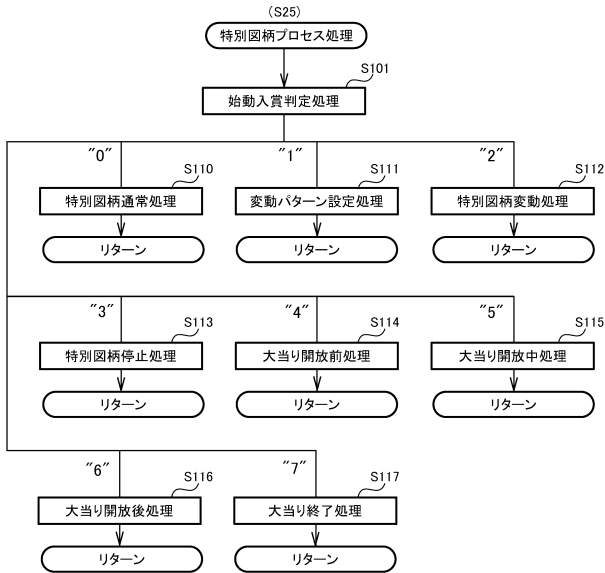 （S25）
特別図柄プロセス処理
S101
始動入賞判定処理
"0" "1" "2"
S110 S111 S112
特別図柄通常処理 変動パターン設定処理 特別図柄変動処理
リターン リターン リターン
"3" "4" "5"
S113 S114 S115
特別図柄停止処理 大当り開放前処理 大当り開放中処理
リターン リターン リターン
"6" "7"
S116 S117
大当り開放後処理 大当り終了処理
リターン リターン